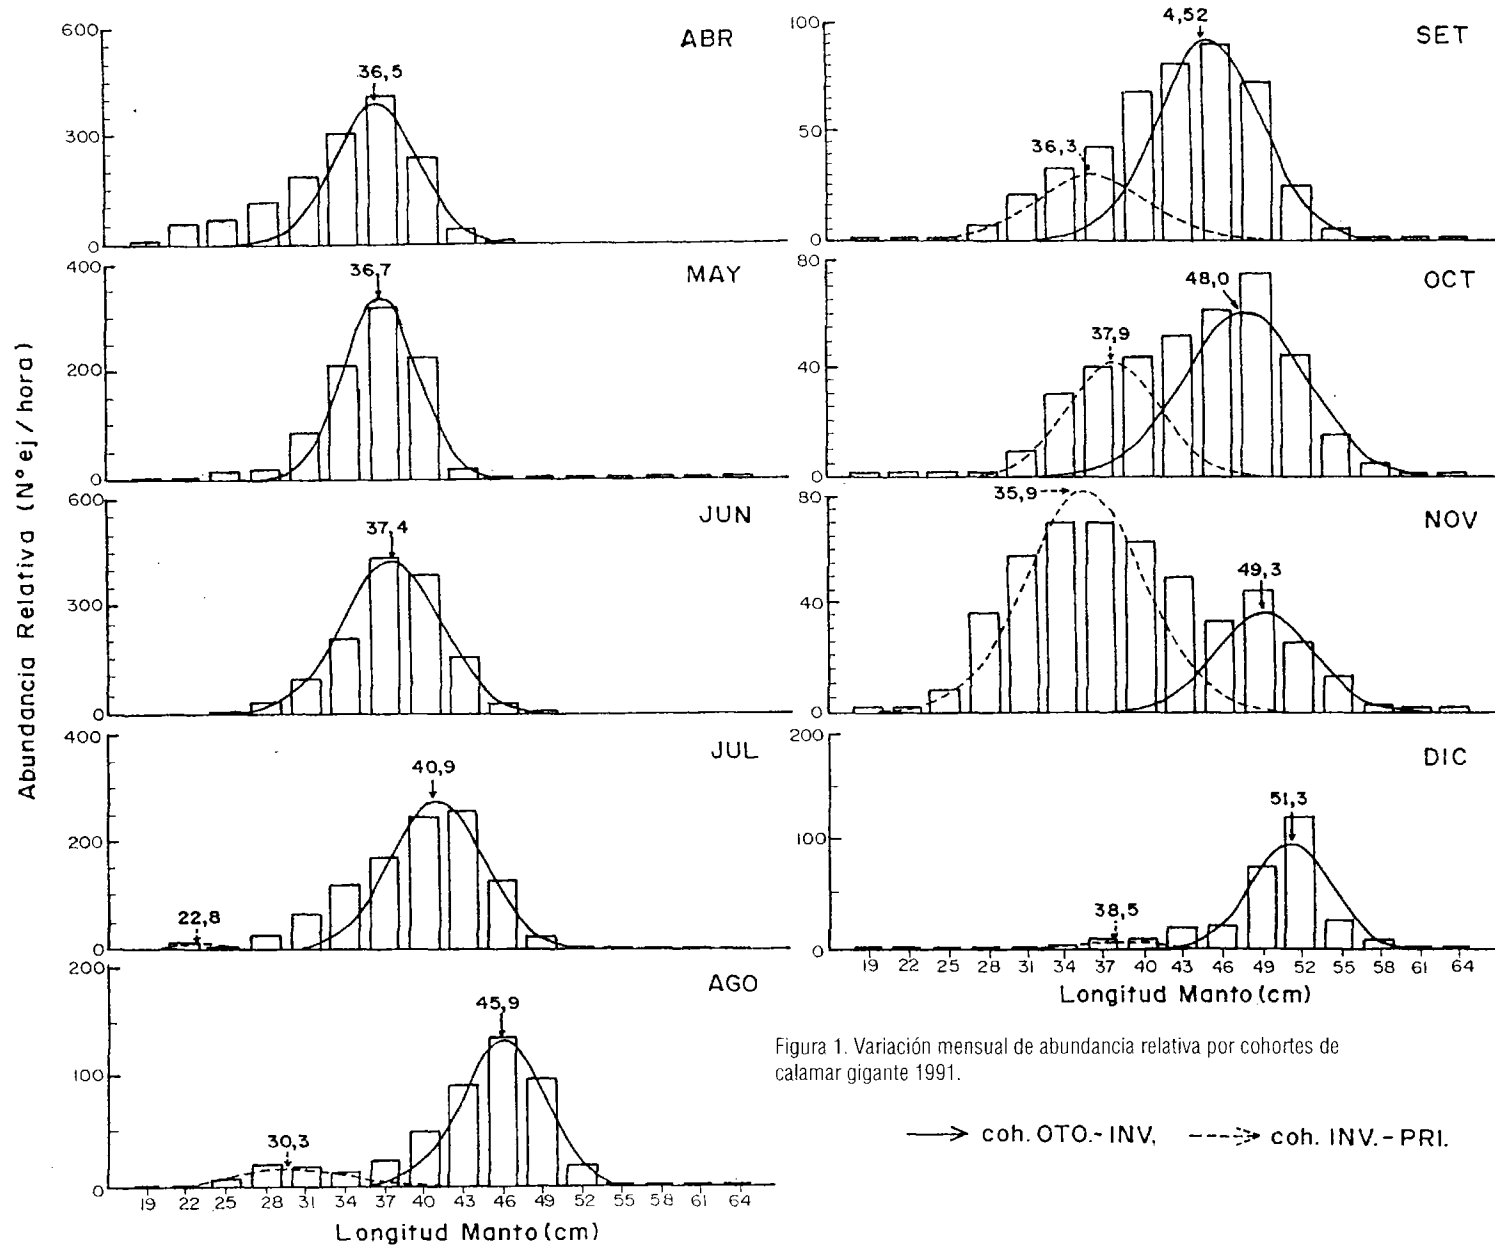 Abundancia Relativa (N° ej/hora)
600
300
0
36,5
ABR
400
200
0
36,7
MAY
600
300
0
37,4
JUN
400
200
0
22,8
40,9
JUL
200
100
0
30,3
45,9
AGO
19 22 25 28 31 34 37 40 43 46 49 52 55 58 61 64
Longitud Manto (cm)
100
50
0
36,3
4,52
SET
80
40
0
37,9
48,0
OCT
80
40
0
35,9
49,3
NOV
200
100
0
38,5
51,3
DIC
19 22 25 28 31 34 37 40 43 46 49 52 55 58 61 64
Longitud Manto (cm)
Figura 1. Variación mensual de abundancia relativa por cohortes de
calamar gigante 1991.
coh. OTO.-INV. coh. INV.-PRI.